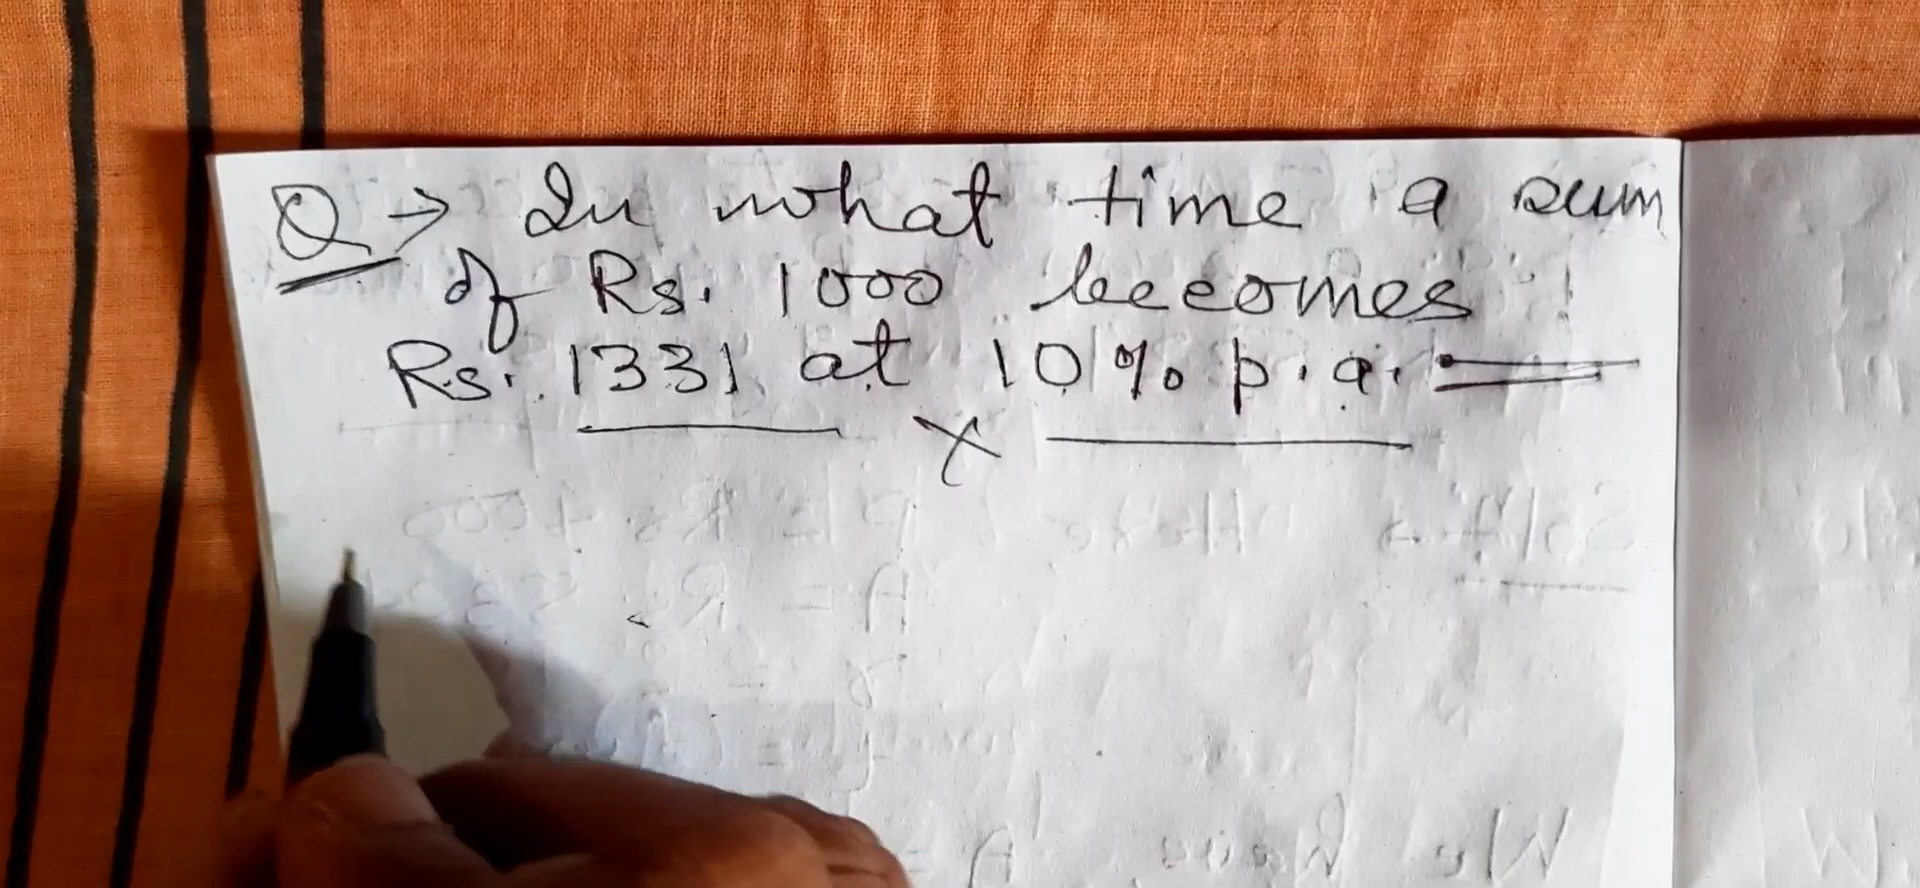 Q → In what time a sum
of Rs. 1000 becomes
Rs. 1331 at 10% p.a.